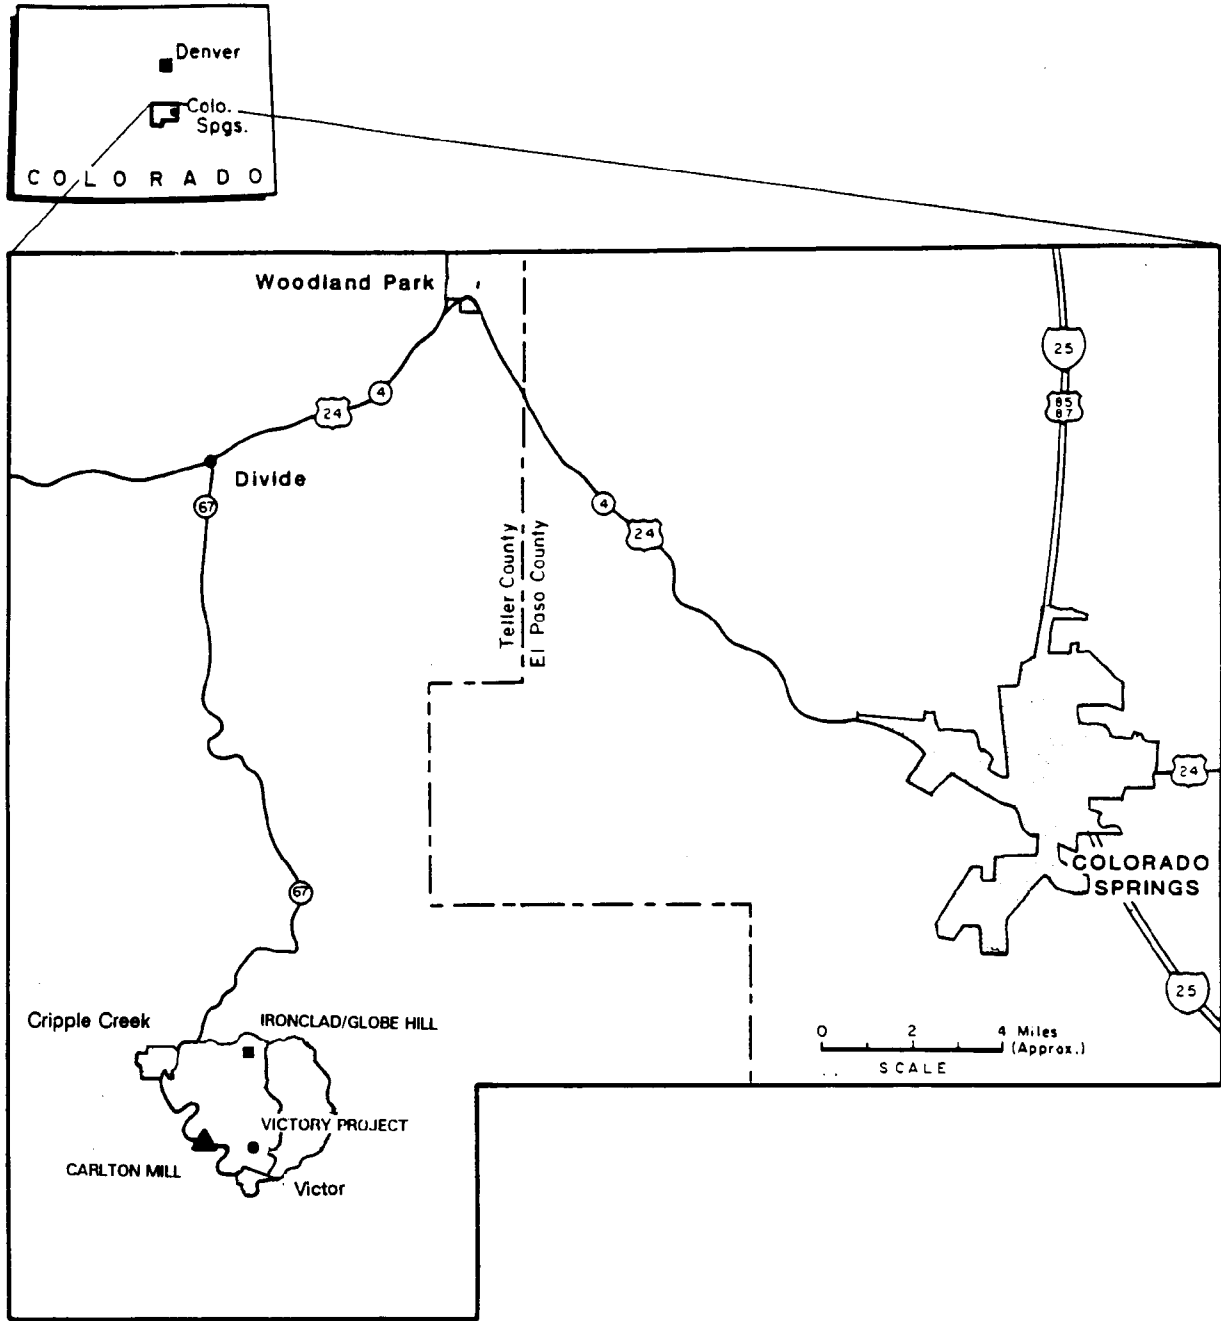 Denver
Colo.
Spgs.
C O L O R A D O
Woodland Park
25
85
87
4
24
Divide
67
4
24
Teller County
El Paso County
24
COLORADO
SPRINGS
67
25
Cripple Creek
IRONCLAD/GLOBE HILL
0 2 4 Miles
(Approx.)
SCALE
VICTORY PROJECT
CARLTON MILL
Victor